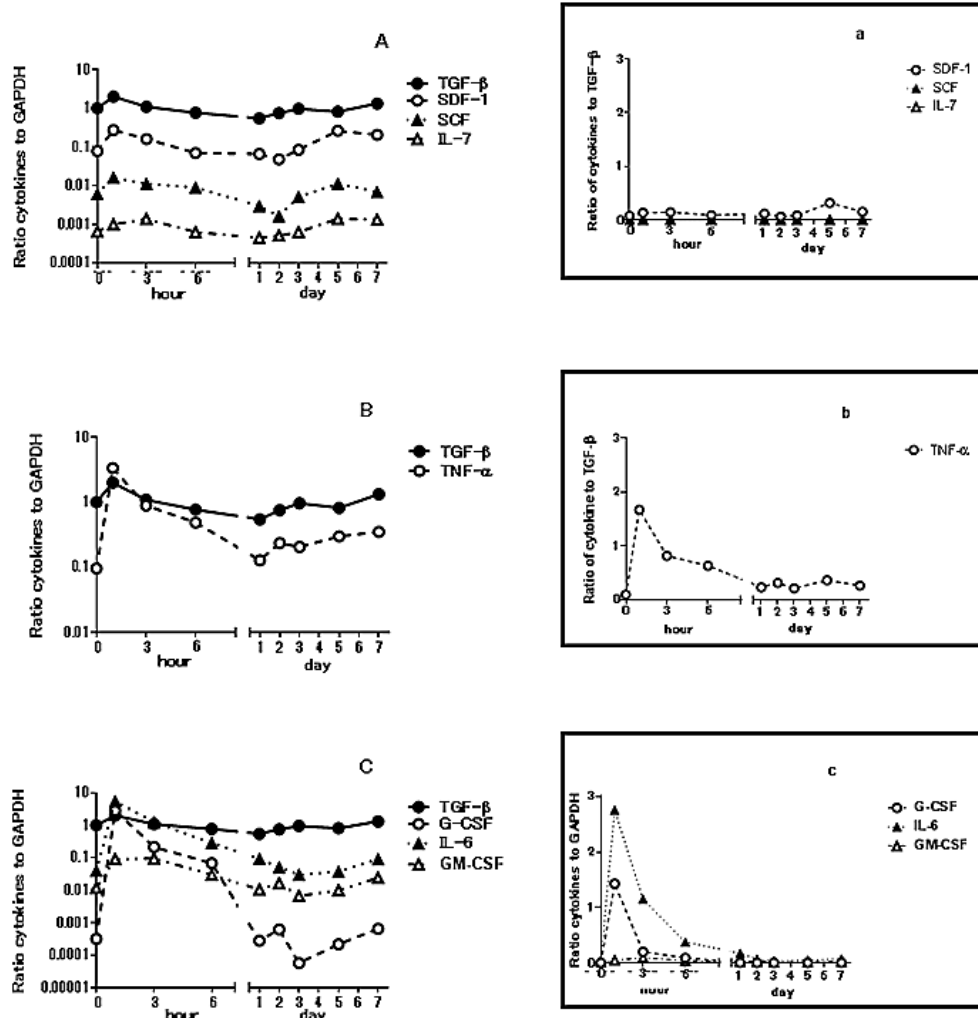 A
Ratio cytokines to GAPDH
10
1
0.1
0.01
0.001
0.0001
0 3 6 1 2 3 4 5 6 7
hour day
TGF-β
SDF-1
SCF
IL-7
a
Ratio of cytokines to TGF-β
3
2
1
0
0 3 6 1 2 3 4 5 6 7
hour day
SDF-1
SCF
IL-7
B
Ratio cytokines to GAPDH
10
1
0.1
0.01
0 3 6 1 2 3 4 5 6 7
hour day
TGF-β
TNF-α
b
Ratio of cytokine to TGF-β
3
2
1
0
0 3 6 1 2 3 4 5 6 7
hour day
TNF-α
C
Ratio cytokines to GAPDH
10
1
0.1
0.01
0.001
0.0001
0.00001
0 3 6 1 2 3 4 5 6 7
hour day
TGF-β
G-CSF
IL-6
GM-CSF
c
Ratio cytokines to GAPDH
3
2
1
0
0 3 6 1 2 3 4 5 6 7
hour day
G-CSF
IL-6
GM-CSF